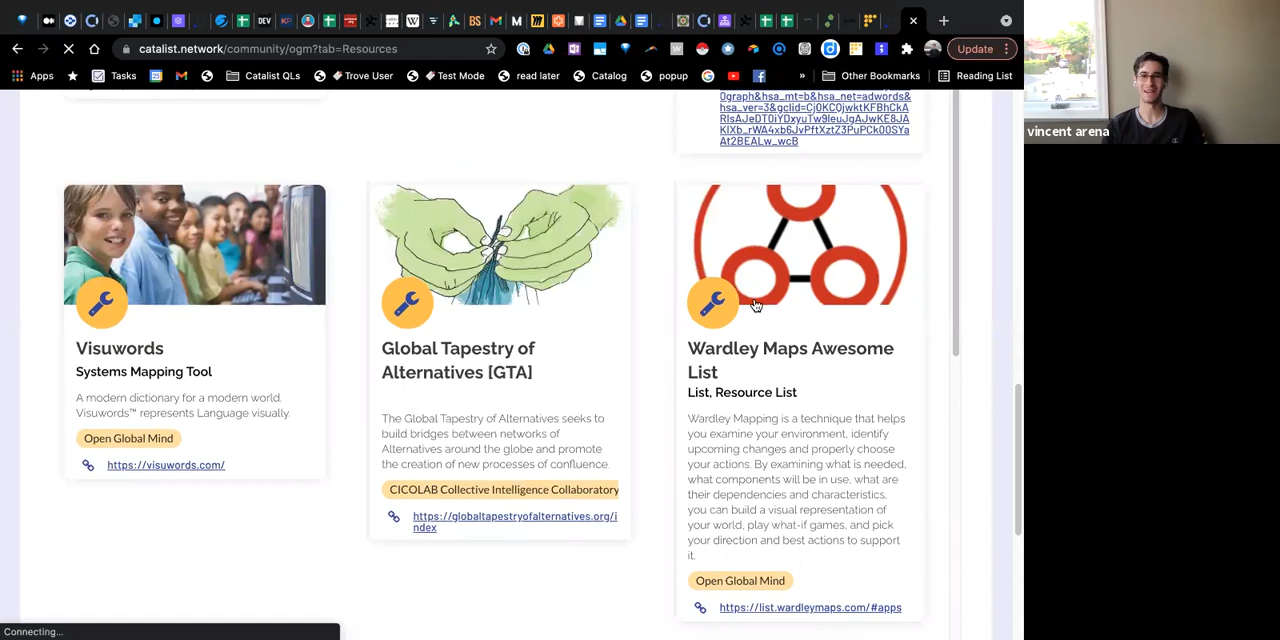 DEV
KP
BS
M
W
catalist.network/community/ogm?tab=Resources
Update
Apps
Tasks
Catalist QLs
Trove User
Test Mode
read later
Catalog
popup
»
Other Bookmarks
Reading List
vincent arena
0graph&hsa_mt=b&hsa_net=adwords&
Visuwords
Systems Mapping Tool
A modern dictionary for a modern world.
Visuwords™ represents Language visually.
Open Global Mind
https://visuwords.com/
Global Tapestry of
Alternatives [GTA]
The Global Tapestry of Alternatives seeks to
build bridges between networks of
Alternatives around the globe and promote
the creation of new processes of confluence.
CICOLAB Collective Intelligence Collaboratory
https://globaltapestryofalternatives.org/i
ndex
Wardley Maps Awesome
List
List, Resource List
Wardley Mapping is a technique that helps
you examine your environment, identify
upcoming changes and properly choose
your actions. By examining what is needed,
what components will be in use, what are
their dependencies and characteristics,
you can build a visual representation of
your world, play what-if games, and pick
your direction and best actions to support
it.
Open Global Mind
https://list.wardleymaps.com/#apps
Connecting...